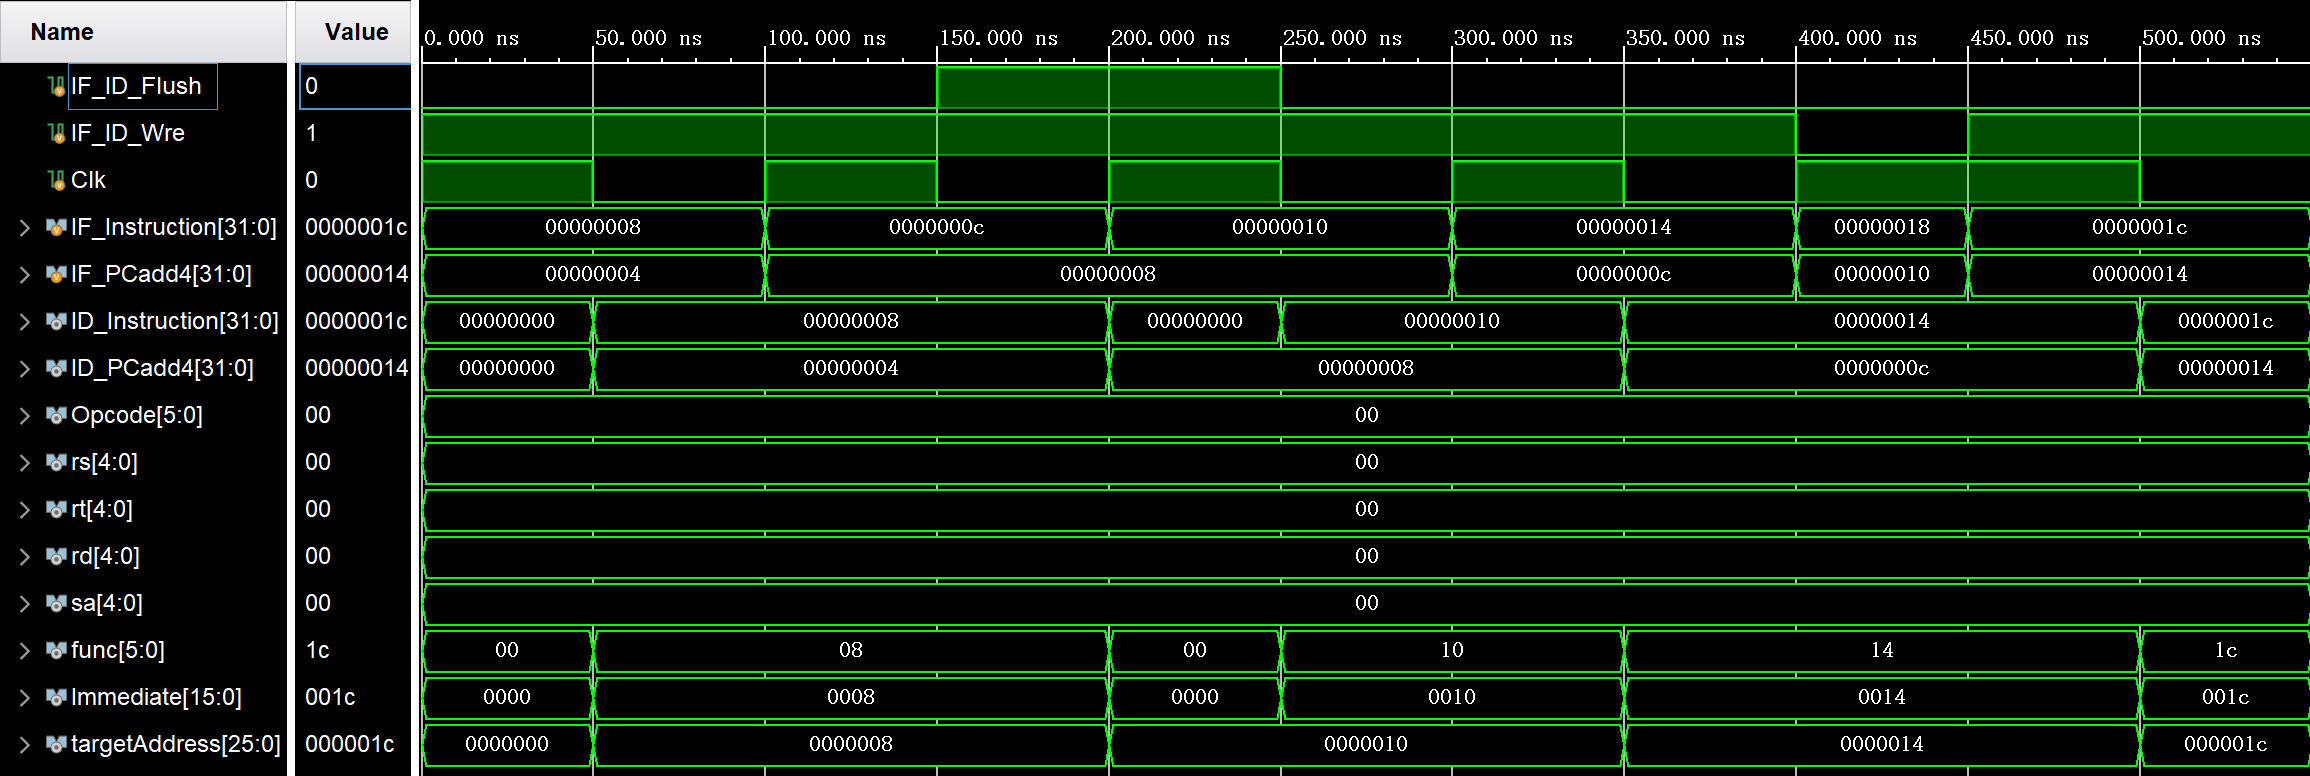 Name Value 0.000 ns 50.000 ns 100.000 ns 150.000 ns 200.000 ns 250.000 ns 300.000 ns 350.000 ns 400.000 ns 450.000 ns 500.000 ns
IF_ID_Flush 0
IF_ID_Wre 1
Clk 0
IF_Instruction[31:0] 0000001c 00000008 0000000c 00000010 00000014 00000018 0000001c
IF_PCadd4[31:0] 00000014 00000004 00000008 0000000c 00000010 00000014
ID_Instruction[31:0] 0000001c 00000000 00000008 00000000 00000010 00000014 0000001c
ID_PCadd4[31:0] 00000014 00000000 00000004 00000008 0000000c 00000014
Opcode[5:0] 00 00
rs[4:0] 00 00
rt[4:0] 00 00
rd[4:0] 00 00
sa[4:0] 00 00
func[5:0] 1c 00 08 00 10 14 1c
Immediate[15:0] 001c 0000 0008 0000 0010 0014 001c
targetAddress[25:0] 000001c 0000000 0000008 0000010 0000014 000001c